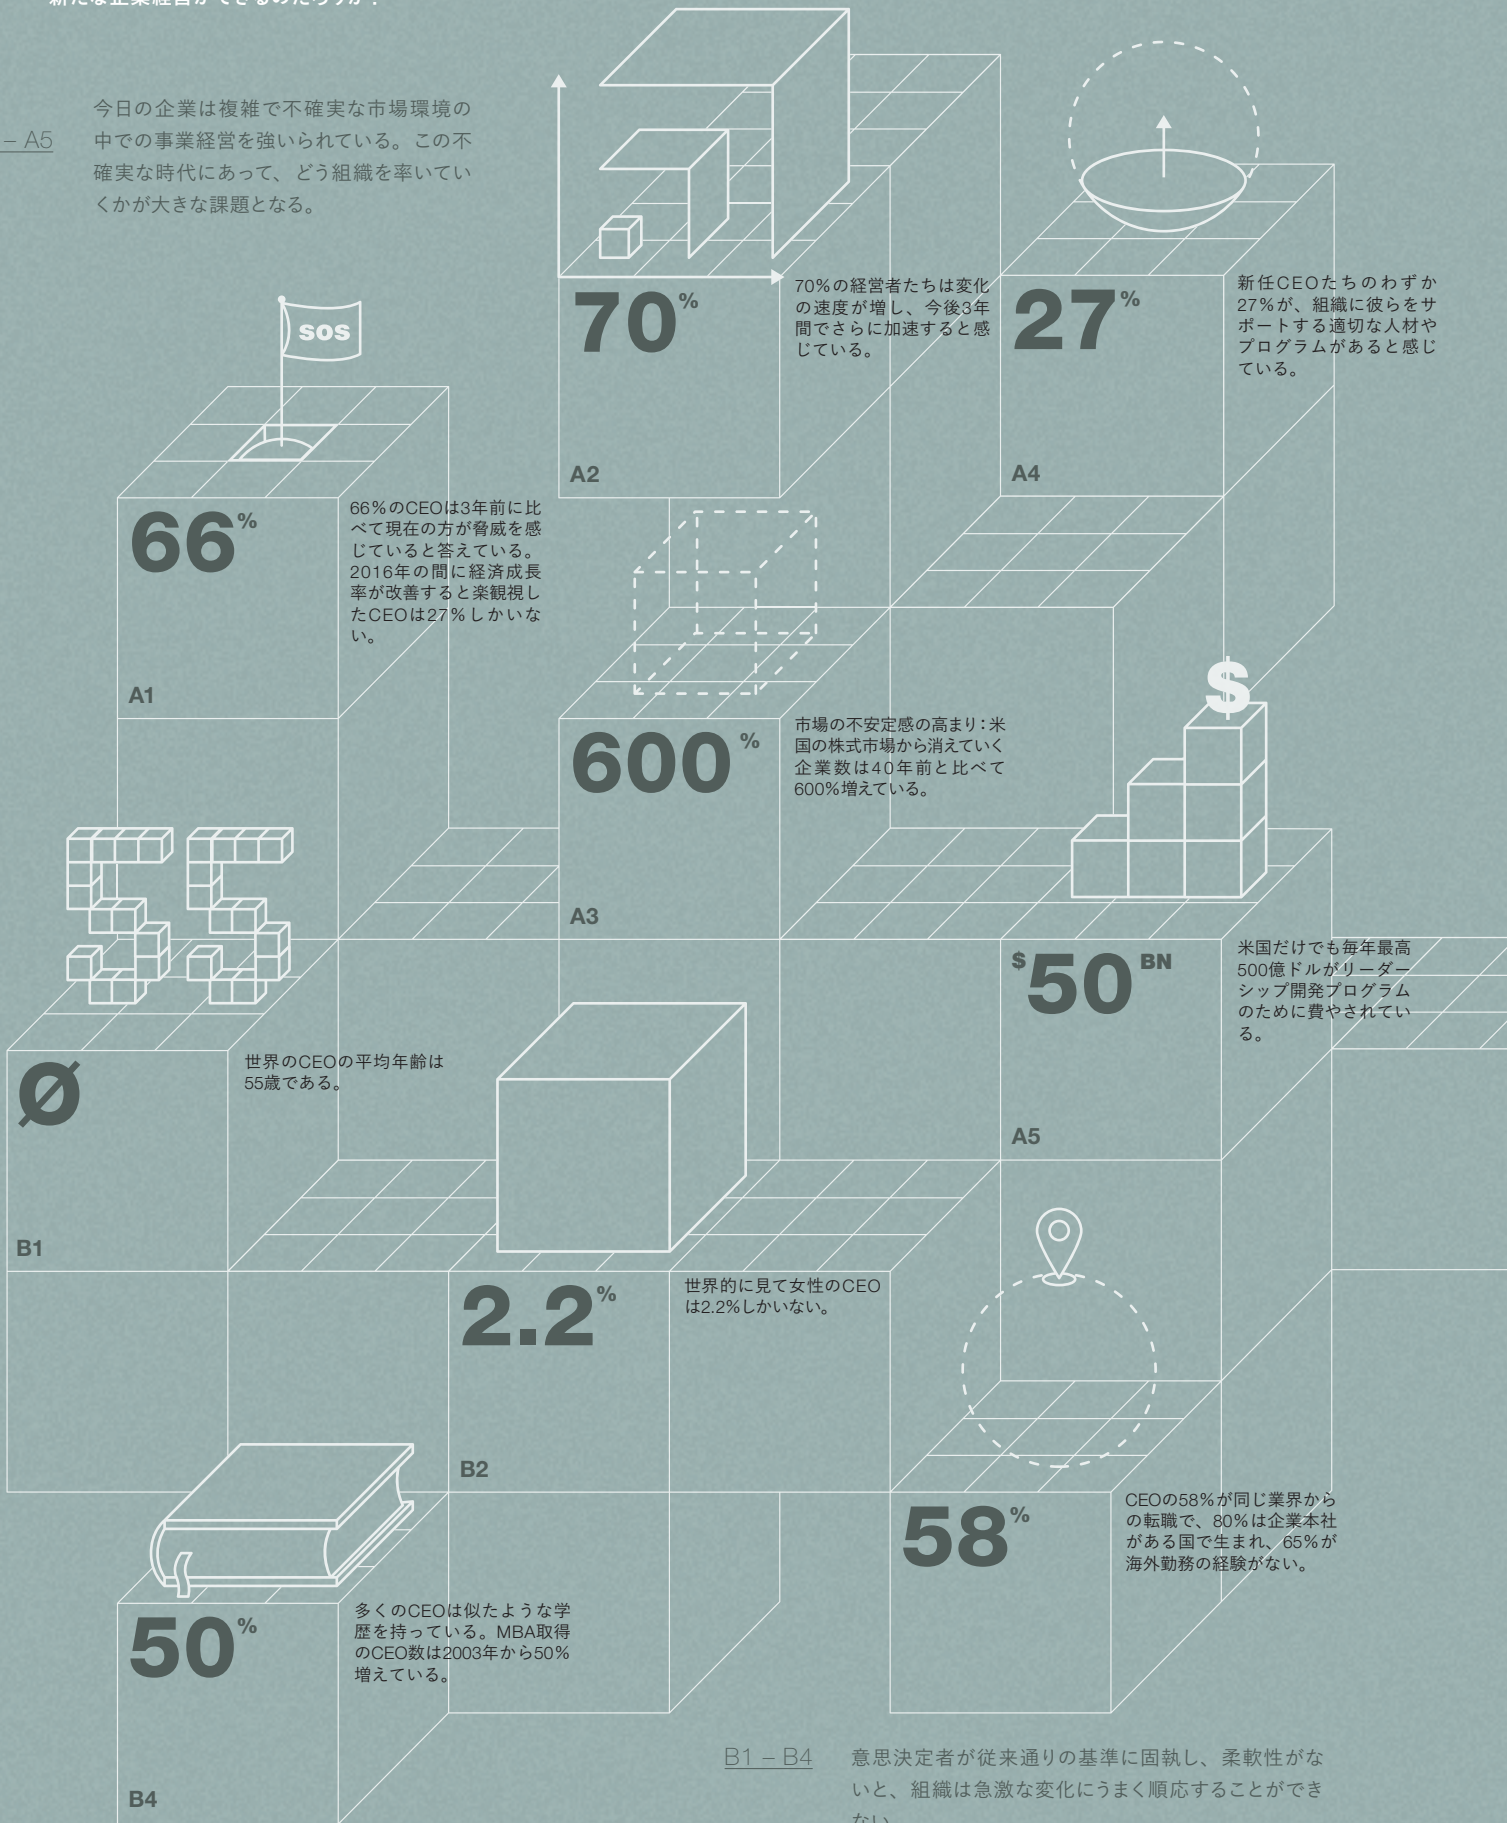 新たな企業経営ができるのだろうか?
– A5
今日の企業は複雑で不確実な市場環境の
中での事業経営を強いられている。この不
確実な時代にあって、どう組織を率いてい
くかが大きな課題となる。
70%
70%の経営者たちは変化
の速度が増し、今後3年
間でさらに加速すると感
じている。
A2
27%
新任CEOたちのわずか
27%が、組織に彼らをサ
ポートする適切な人材や
プログラムがあると感じ
ている。
A4
SOS
66%
66%のCEOは3年前に比
べて現在の方が脅威を感
じていると答えている。
2016年の間に経済成長
率が改善すると楽観視し
たCEOは27%しかいな
い。
A1
600%
市場の不安定感の高まり:米
国の株式市場から消えていく
企業数は40年前と比べて
600%増えている。
A3
$
$50 BN
米国だけでも毎年最高
500億ドルがリーダー
シップ開発プログラム
のために費やされてい
る。
A5
55
Ø
世界のCEOの平均年齢は
55歳である。
B1
2.2%
世界的に見て女性のCEO
は2.2%しかいない。
B2
58%
CEOの58%が同じ業界から
の転職で、80%は企業本社
がある国で生まれ、65%が
海外勤務の経験がない。
50%
多くのCEOは似たような学
歴を持っている。MBA取得
のCEO数は2003年から50%
増えている。
B4
B1 – B4
意思決定者が従来通りの基準に固執し、柔軟性がな
いと、組織は急激な変化にうまく順応することができ
ない